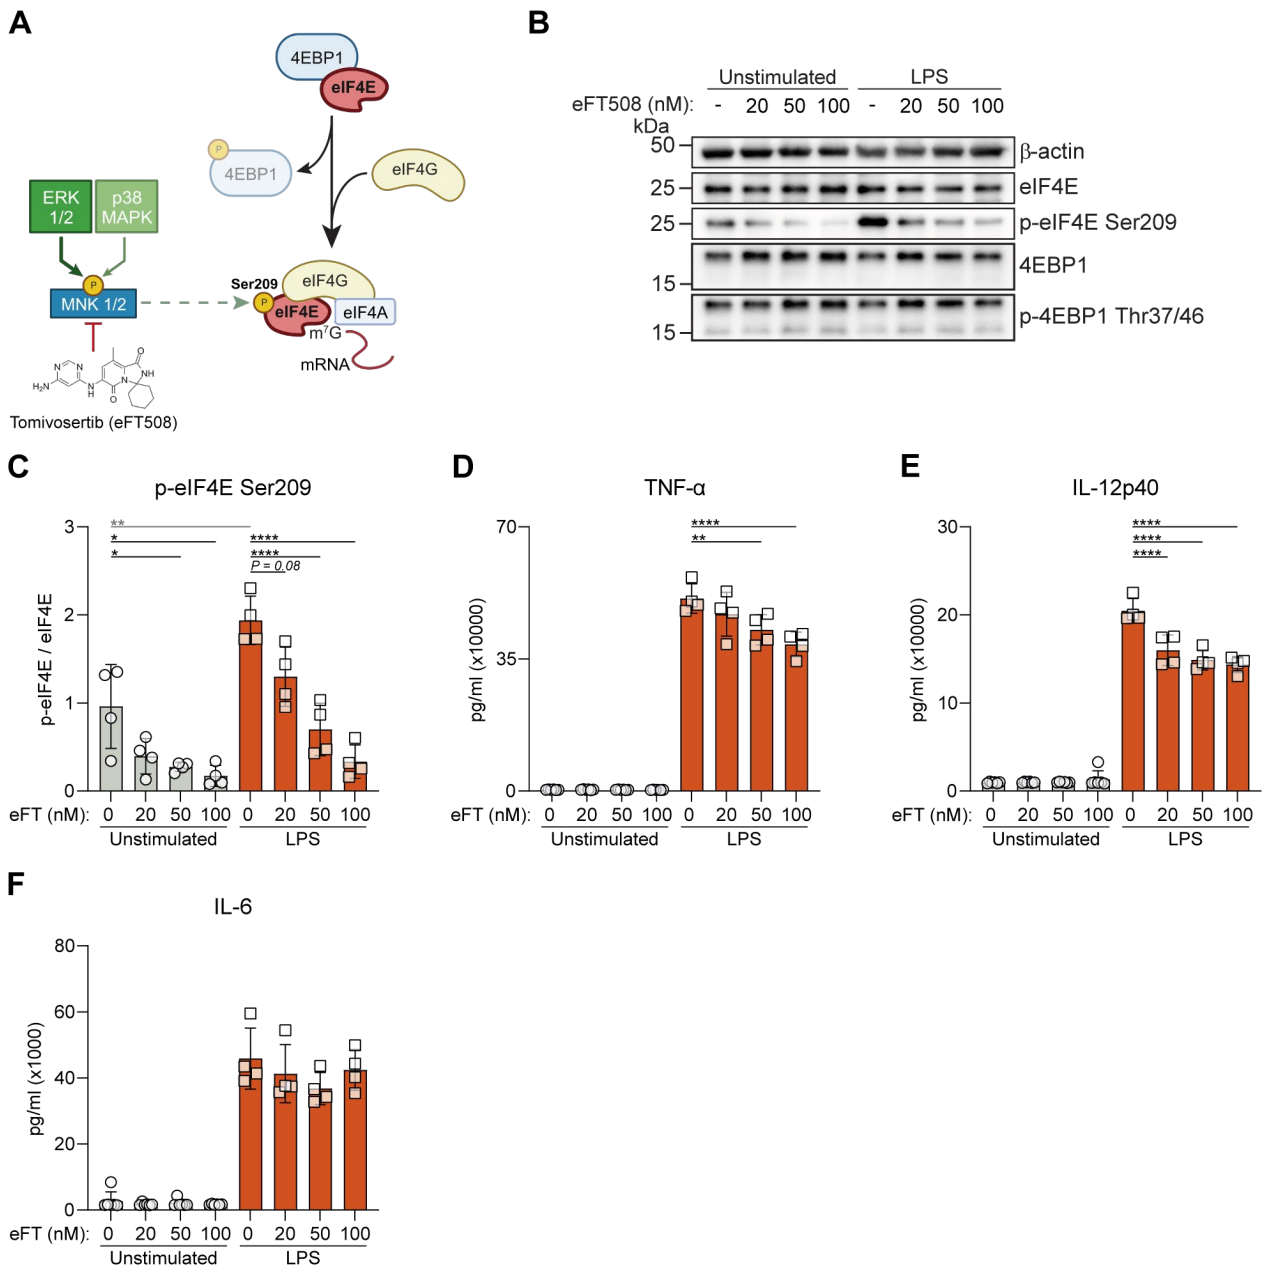 A
4EBP1
eIF4E
P
4EBP1
eIF4G
ERK
1/2
p38
MAPK
P
MNK 1/2
Ser209
P
eIF4G
eIF4E
eIF4A
m⁷G
mRNA
N
N
H₂N
N
H
N
O
O
NH
Tomivosertib (eFT508)
B
Unstimulated LPS
eFT508 (nM): - 20 50 100 - 20 50 100
kDa
50 β-actin
25 eIF4E
25 p-eIF4E Ser209
4EBP1
15
p-4EBP1 Thr37/46
15
C
p-eIF4E Ser209
p-eIF4E / eIF4E
3
2
1
0
**
*
*
****
****
P = 0.08
eFT (nM): 0 20 50 100 0 20 50 100
Unstimulated LPS
D
TNF-α
pg/ml (x10000)
70
35
0
****
**
eFT (nM): 0 20 50 100 0 20 50 100
Unstimulated LPS
E
IL-12p40
pg/ml (x10000)
30
20
10
0
****
****
****
eFT (nM): 0 20 50 100 0 20 50 100
Unstimulated LPS
F
IL-6
pg/ml (x1000)
80
60
40
20
0
eFT (nM): 0 20 50 100 0 20 50 100
Unstimulated LPS